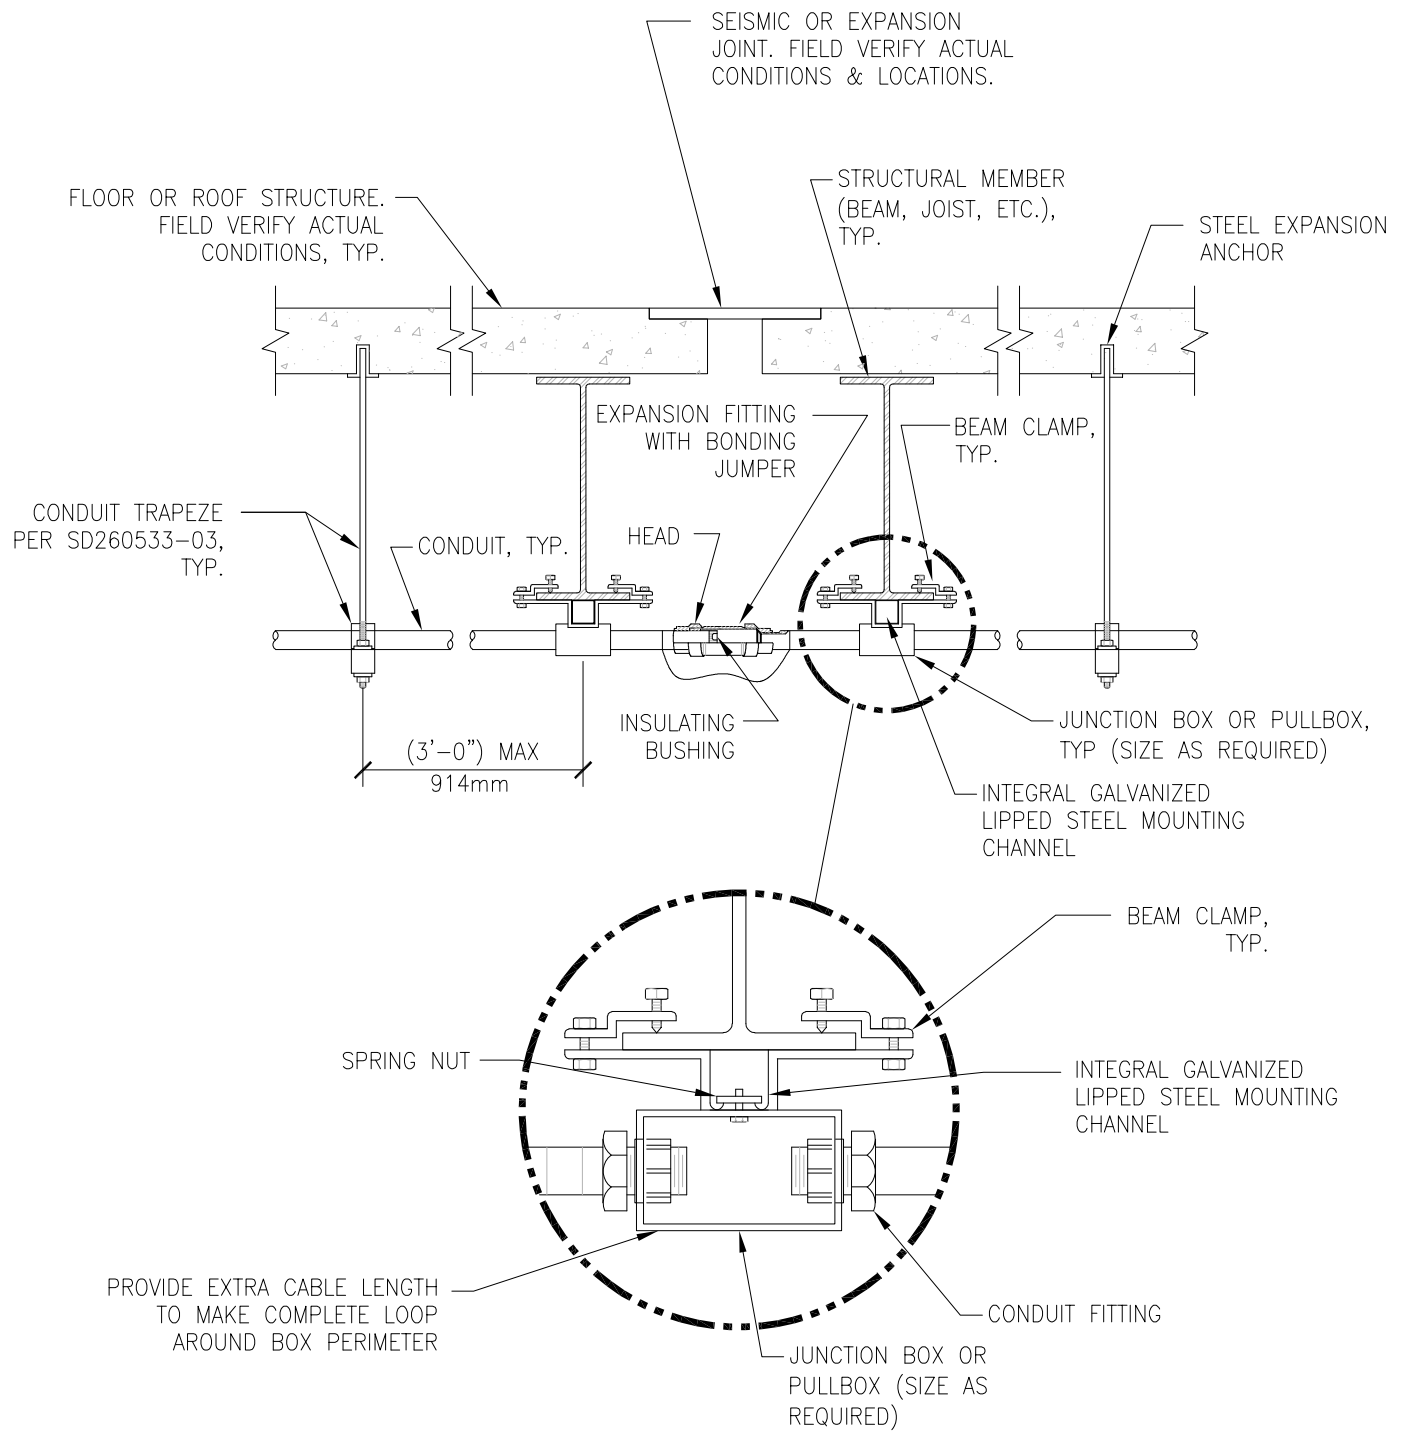 SEISMIC OR EXPANSION
JOINT. FIELD VERIFY ACTUAL
CONDITIONS & LOCATIONS.
FLOOR OR ROOF STRUCTURE.
FIELD VERIFY ACTUAL
CONDITIONS, TYP.
STRUCTURAL MEMBER
(BEAM, JOIST, ETC.),
TYP.
STEEL EXPANSION
ANCHOR
EXPANSION FITTING
WITH BONDING
JUMPER
BEAM CLAMP,
TYP.
CONDUIT TRAPEZE
PER SD260533-03,
TYP.
CONDUIT, TYP.
HEAD
INSULATING
BUSHING
(3'-0") MAX
914mm
JUNCTION BOX OR PULLBOX,
TYP (SIZE AS REQUIRED)
INTEGRAL GALVANIZED
LIPPED STEEL MOUNTING
CHANNEL
BEAM CLAMP,
TYP.
SPRING NUT
INTEGRAL GALVANIZED
LIPPED STEEL MOUNTING
CHANNEL
PROVIDE EXTRA CABLE LENGTH
TO MAKE COMPLETE LOOP
AROUND BOX PERIMETER
CONDUIT FITTING
JUNCTION BOX OR
PULLBOX (SIZE AS
REQUIRED)